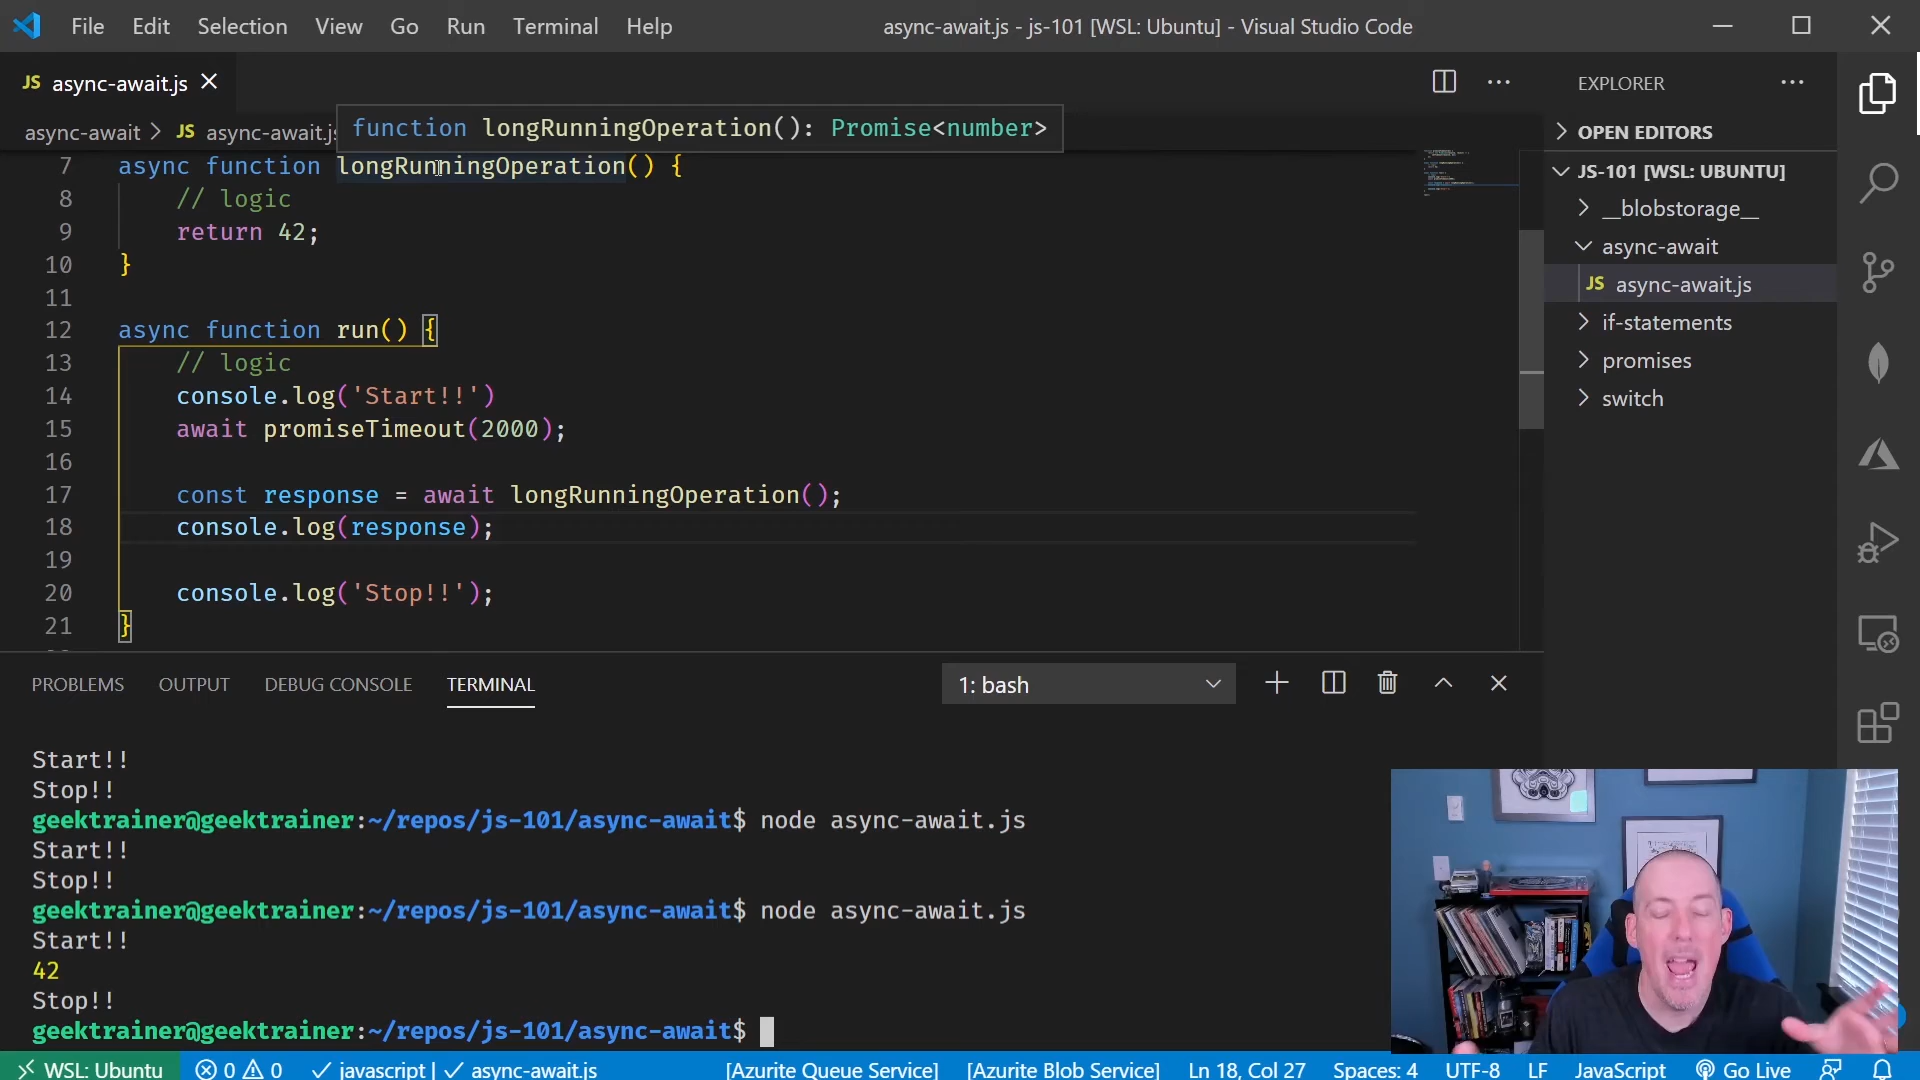 File Edit Selection View Go Run Terminal Help
async-await.js - js-101 [WSL: Ubuntu] - Visual Studio Code
JS async-await.js
async-await > JS async-await.js
function longRunningOperation(): Promise<number>
7 async function longRunningOperation() {
8 // logic
9 return 42;
10 }
11
12 async function run() {
13 // logic
14 console.log('Start!!')
15 await promiseTimeout(2000);
16
17 const response = await longRunningOperation();
18 console.log(response);
19
20 console.log('Stop!!');
21 }
EXPLORER
OPEN EDITORS
JS-101 [WSL: UBUNTU]
__blobstorage__
async-await
JS async-await.js
if-statements
promises
switch
PROBLEMS OUTPUT DEBUG CONSOLE TERMINAL
1: bash
Start!!
Stop!!
geektrainer@geektrainer:~/repos/js-101/async-await$ node async-await.js
Start!!
Stop!!
geektrainer@geektrainer:~/repos/js-101/async-await$ node async-await.js
Start!!
42
Stop!!
geektrainer@geektrainer:~/repos/js-101/async-await$
WSL: Ubuntu 0 0 javascript | async-await.js [Azurite Queue Service] [Azurite Blob Service] Ln 18, Col 27 Spaces: 4 UTF-8 LF JavaScript Go Live